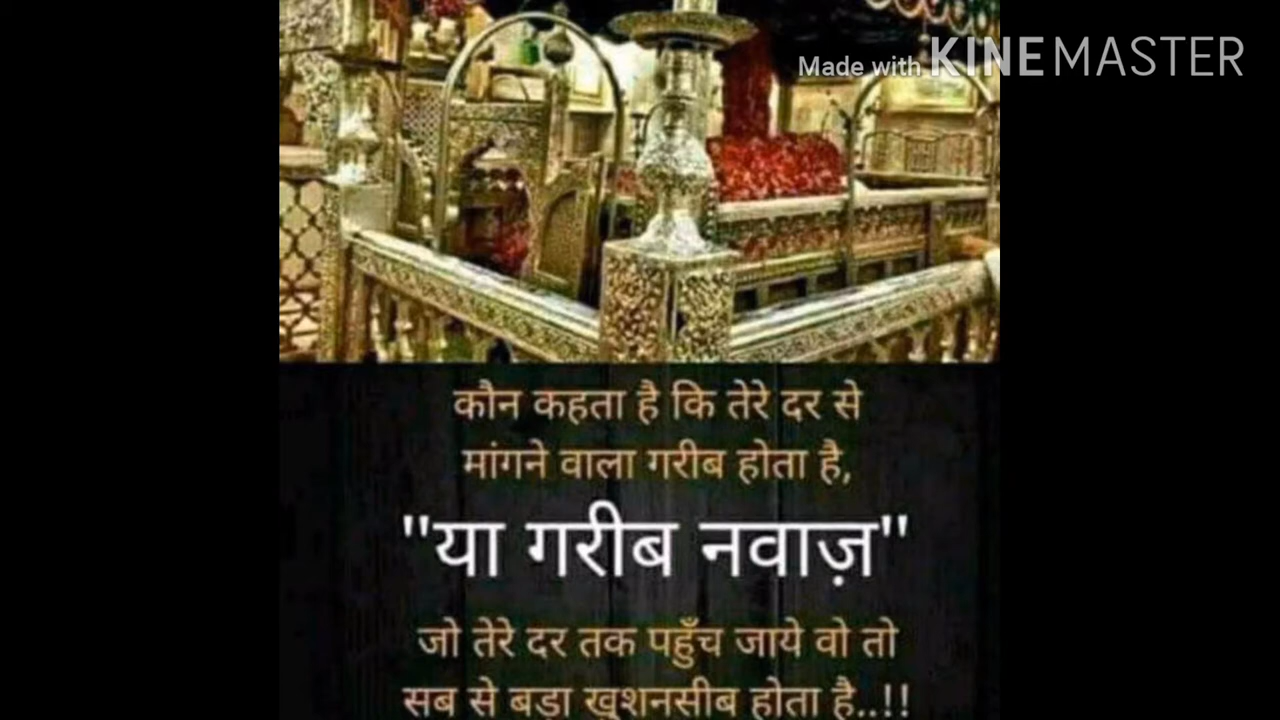 Made with KINEMASTER
कौन कहता है कि तेरे दर से
मांगने वाला गरीब होता है,
"या गरीब नवाज़"
जो तेरे दर तक पहुँच जाये वो तो
सब से बडा खुशनसीब होता है..!!